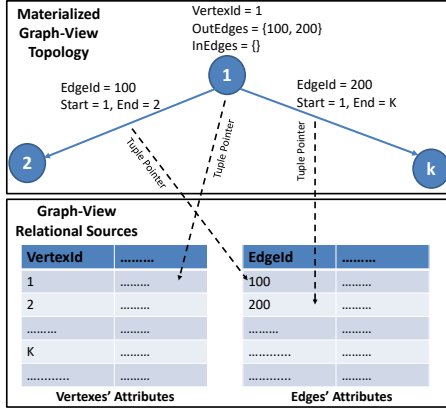 Materialized
Graph-View
Topology
VertexId = 1
OutEdges = {100, 200}
InEdges = {}
EdgeId = 100
Start = 1, End = 2
1
EdgeId = 200
Start = 1, End = K
2
k
Tuple Pointer
Tuple Pointer
Tuple Pointer
Graph-View
Relational Sources
VertexId ………
1 ………
2 ………
……… ………
K ………
………… ………
Vertexes’ Attributes
EdgeId ………
100 ………
200 ………
……… ………
………… ………
………… ………
Edges’ Attributes